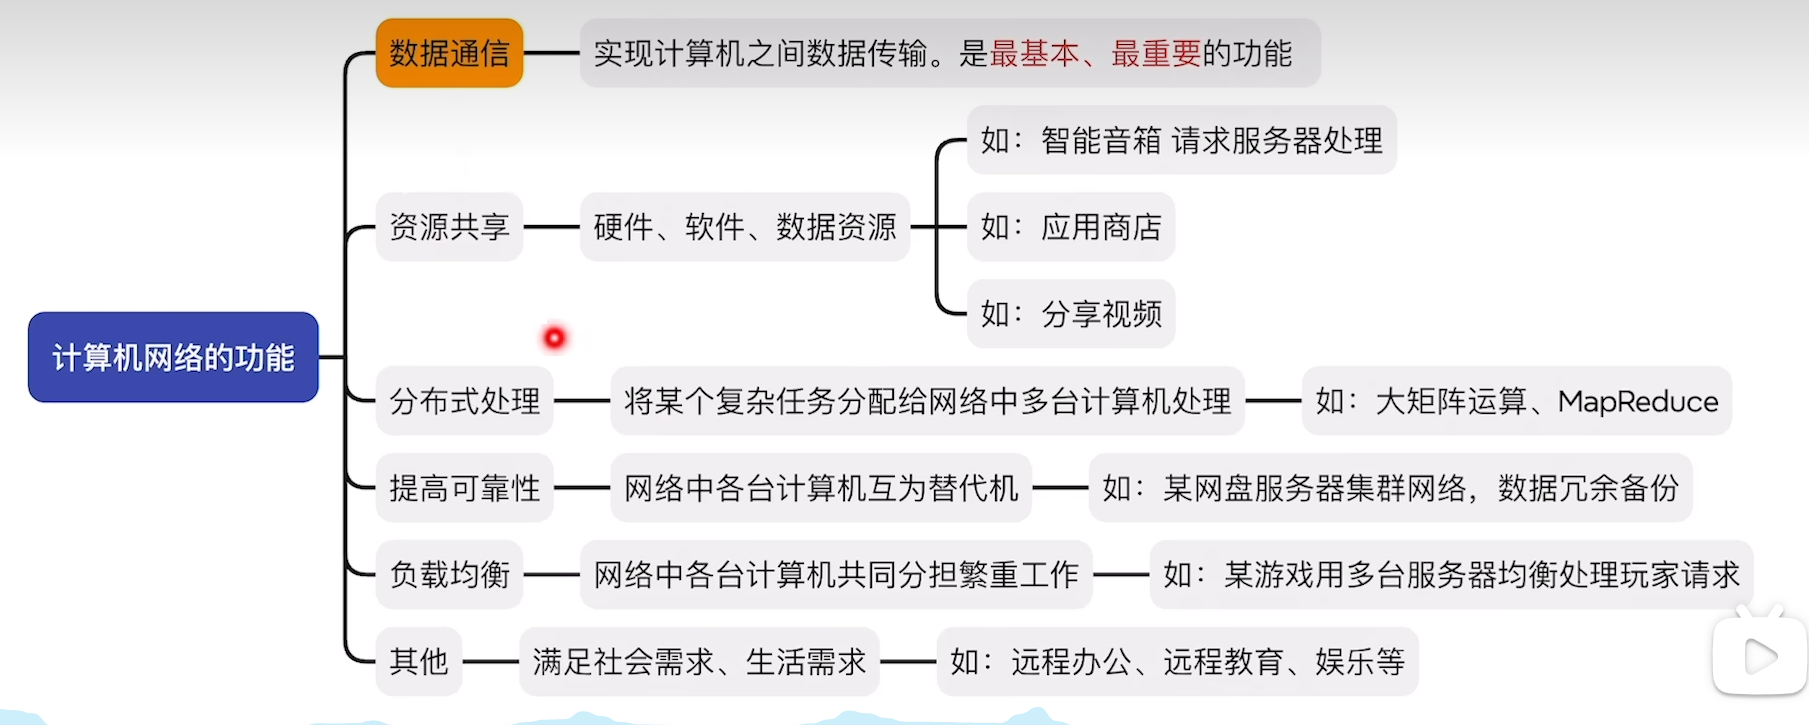 数据通信
实现计算机之间数据传输。是最基本、最重要的功能
如：智能音箱 请求服务器处理
资源共享
硬件、软件、数据资源
如：应用商店
如：分享视频
计算机网络的功能
分布式处理
将某个复杂任务分配给网络中多台计算机处理
如：大矩阵运算、MapReduce
提高可靠性
网络中各台计算机互为替代机
如：某网盘服务器集群网络，数据冗余备份
负载均衡
网络中各台计算机共同分担繁重工作
如：某游戏用多台服务器均衡处理玩家请求
其他
满足社会需求、生活需求
如：远程办公、远程教育、娱乐等